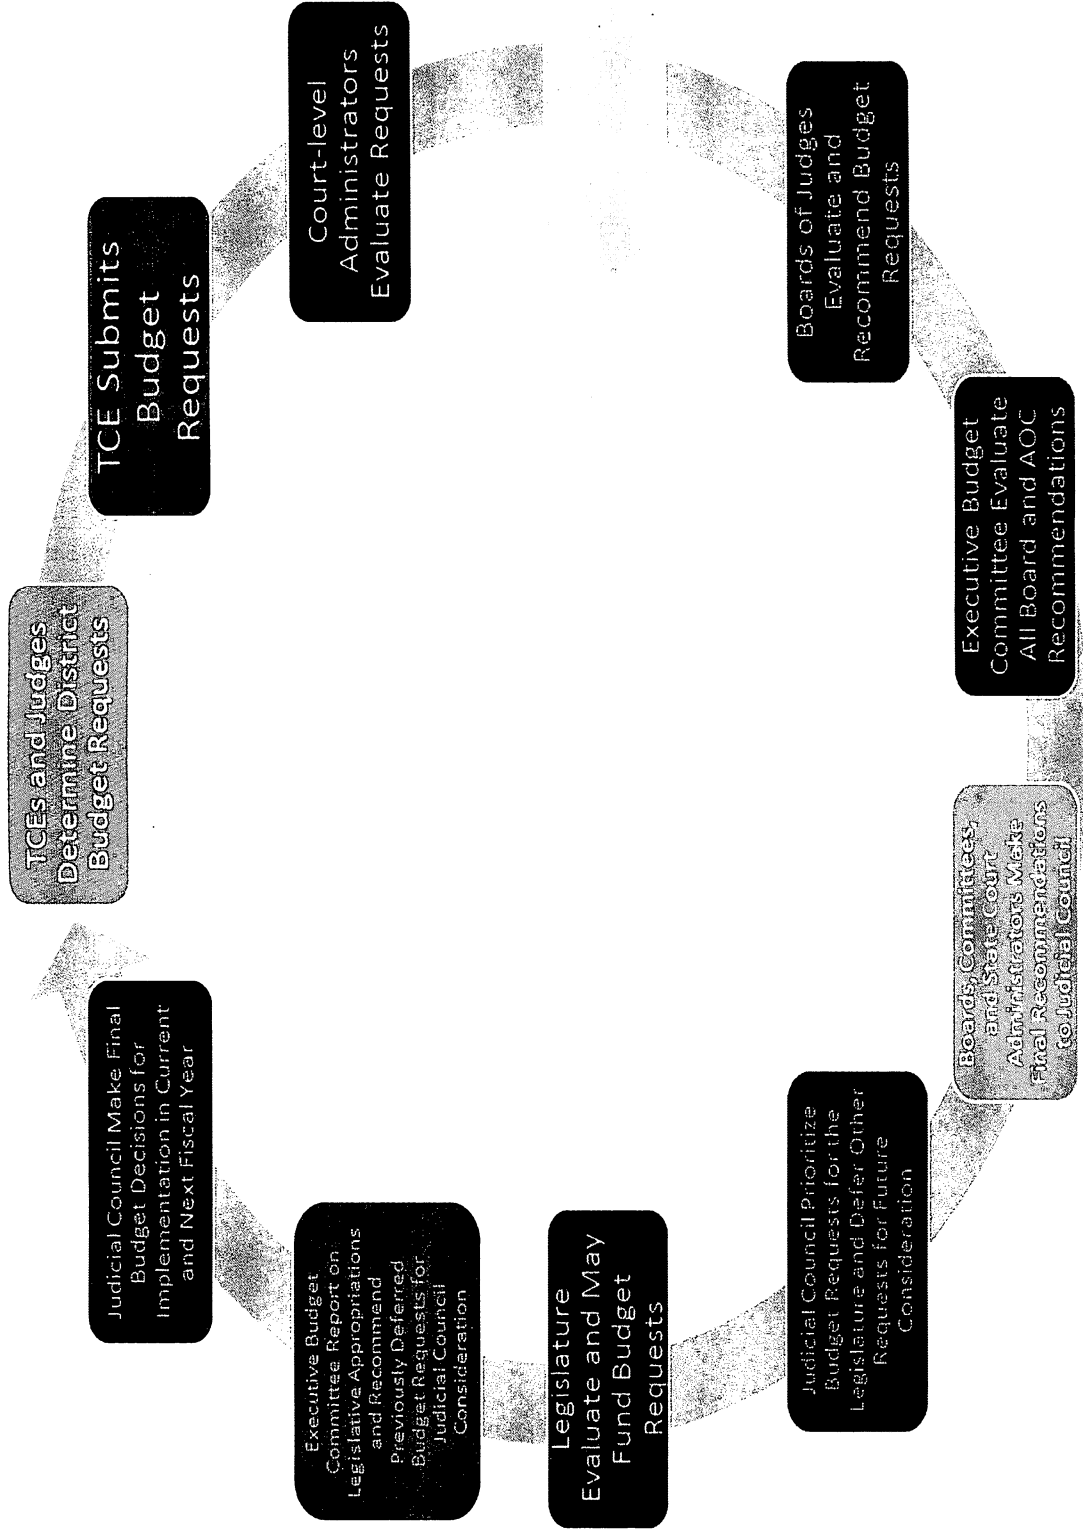 TCEs and Judges
Determine District
Budget Requests
TCE Submits
Budget
Requests
Court-level
Administrators
Evaluate Requests
Boards of Judges
Evaluate and
Recommend Budget
Requests
Executive Budget
Committee Evaluate
All Board and AOC
Recommendations
Boards, Committees,
and State Court
Administrators Make
Final Recommendations
to Judicial Council
Judicial Council Prioritize
Budget Requests for the
Legislature and Defer Other
Requests for Future
Consideration
Legislature
Evaluate and May
Fund Budget
Requests
Executive Budget
Committee Report on
Legislative Appropriations
and Recommend
Previously Deferred
Budget Requests for
Judicial Council
Consideration
Judicial Council Make Final
Budget Decisions for
Implementation in Current
and Next Fiscal Year